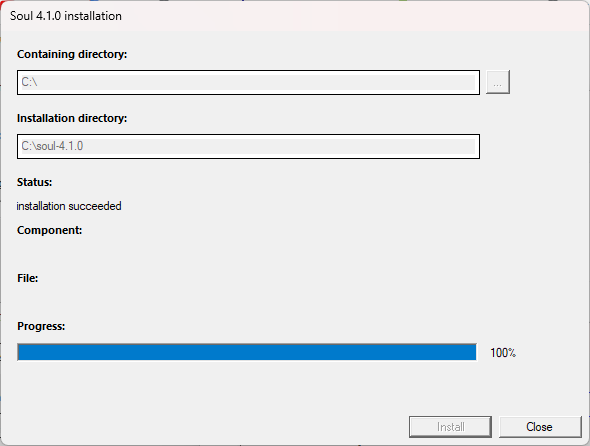 Soul 4.1.0 installation
Containing directory:
C:\
...
Installation directory:
C:\soul-4.1.0
Status:
installation succeeded
Component:
File:
Progress:
100%
Install
Close